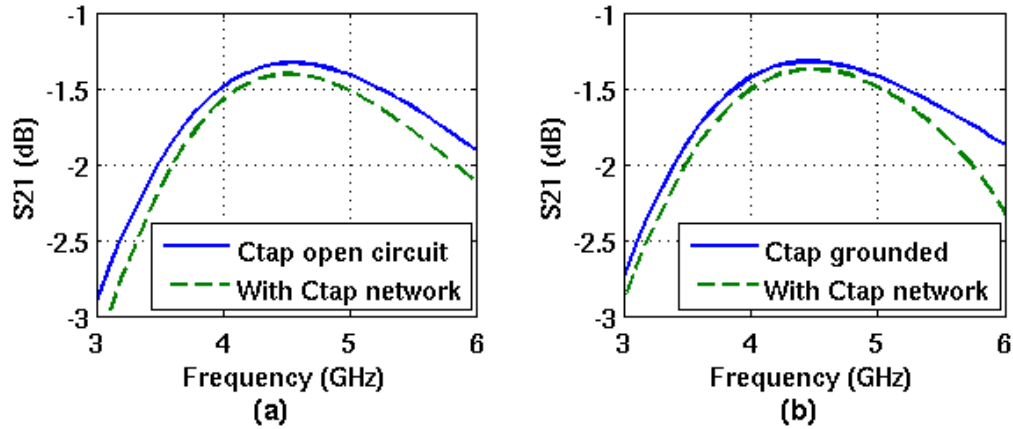 -1
-1.5
-2
-2.5
-3
S21 (dB)
Ctap open circuit
With Ctap network
3 4 5 6
Frequency (GHz)
(a)
-1
-1.5
-2
-2.5
-3
S21 (dB)
Ctap grounded
With Ctap network
3 4 5 6
Frequency (GHz)
(b)